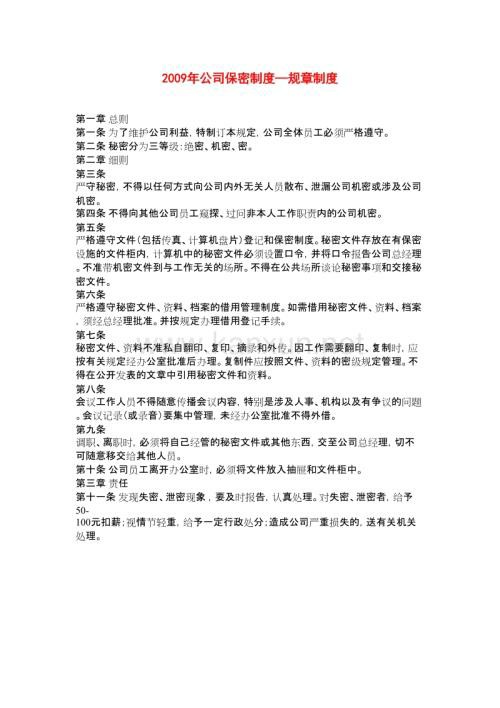 2009年公司保密制度—规章制度
第一章 总则
第一条 为了维护公司利益，特制订本规定，公司全体员工必须严格遵守。
第二条 秘密分为三等级：绝密、机密、密。
第二章 细则
第三条
严守秘密，不得以任何方式向公司内外无关人员散布、泄漏公司机密或涉及公司
机密。
第四条 不得向其他公司员工窥探、过问非本人工作职责内的公司机密。
第五条
严格遵守文件（包括传真、计算机盘片）登记和保密制度。秘密文件存放在有保密
设施的文件柜内，计算机中的秘密文件必须设置口令，并将口令报告公司总经理
。不准带机密文件到与工作无关的场所。不得在公共场所谈论秘密事项和交接秘
密文件。
第六条
严格遵守秘密文件、资料、档案的借用管理制度。如需借用秘密文件、资料、档案
，须经总经理批准。并按规定办理借用登记手续。
第七条
秘密文件、资料不准私自翻印、复印、摘录和外传。因工作需要翻印、复制时，应
按有关规定经办公室批准后办理。复制件应按照文件、资料的密级规定管理。不
得在公开发表的文章中引用秘密文件和资料。
第八条
会议工作人员不得随意传播会议内容，特别是涉及人事、机构以及有争议的问题
。会议记录（或录音）要集中管理，未经办公室批准不得外借。
第九条
调职、离职时，必须将自己经管的秘密文件或其他东西，交至公司总经理，切不
可随意移交给其他人员。
第十条 公司员工离开办公室时，必须将文件放入抽屉和文件柜中。
第三章 责任
第十一条 发现失密、泄密现象，要及时报告，认真处理。对失密、泄密者，给予
50-
100元扣薪；视情节轻重，给予一定行政处分；造成公司严重损失的，送有关机关
处理。